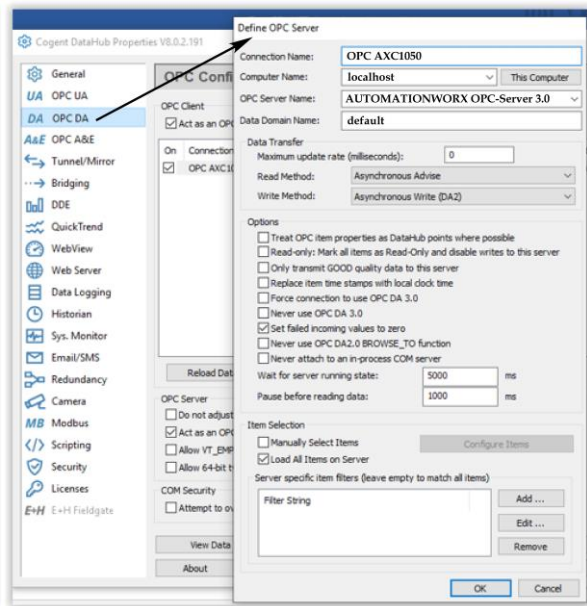 Cogent DataHub Properties V8.0.2.191
General
UA OPC UA
DA OPC DA
A&E OPC A&E
Tunnel/Mirror
Bridging
DDE
QuickTrend
WebView
Web Server
Data Logging
Historian
Sys. Monitor
Email/SMS
Redundancy
Camera
MB Modbus
Scripting
Security
Licenses
E+H E+H Fieldgate
OPC Confi
OPC Client
Act as an OPC
On Connection
OPC AXC10
Reload Dat
OPC Server
Do not adjust
Act as an OPC
Allow VT_EMP
Allow 64-bit t
COM Security
Attempt to ov
View Data
About
Define OPC Server
Connection Name: OPC AXC1050
Computer Name: localhost This Computer
OPC Server Name: AUTOMATIONWORX OPC-Server 3.0
Data Domain Name: default
Data Transfer
Maximum update rate (milliseconds): 0
Read Method: Asynchronous Advise
Write Method: Asynchronous Write (DA2)
Options
Treat OPC item properties as DataHub points where possible
Read-only: Mark all items as Read-Only and disable writes to this server
Only transmit GOOD quality data to this server
Replace item time stamps with local clock time
Force connection to use OPC DA 3.0
Never use OPC DA 3.0
Set failed incoming values to zero
Never use OPC DA2.0 BROWSE_TO function
Never attach to an in-process COM server
Wait for server running state: 5000 ms
Pause before reading data: 1000 ms
Item Selection
Manually Select Items Configure Items
Load All Items on Server
Server specific item filters (leave empty to match all items)
Filter String
Add ...
Edit ...
Remove
OK Cancel